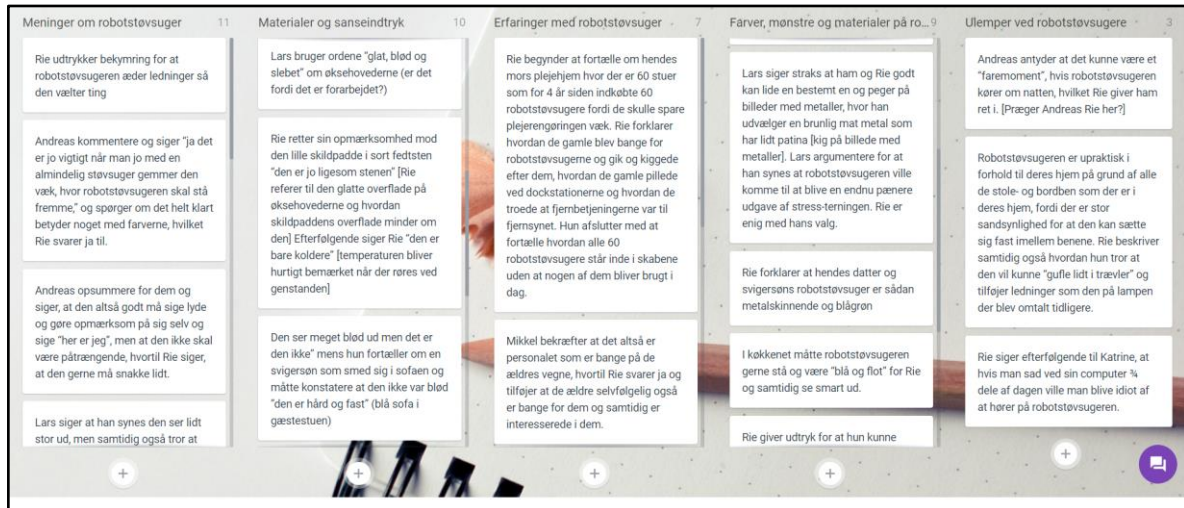 Meninger om robotstøvsuger 11
Rie udtrykker bekymring for at
robotstøvsugeren æder ledninger så
den vælter ting
Andreas kommentere og siger "ja det
er jo vigtigt når man jo med en
almindelig støvsuger gemmer den
væk, hvor robotstøvsugeren skal stå
fremme," og spørger om det helt klart
betyder noget med farverne, hvilket
Rie svarer ja til.
Andreas opsummere for dem og
siger, at den altså godt må sige lyde
og gøre opmærksom på sig selv og
sige "her er jeg", men at den ikke skal
være påtrængende, hvortil Rie siger,
at den gerne må snakke lidt.
Lars siger at han synes den ser lidt
stor ud, men samtidig også tror at
Materialer og sanseindtryk 10
Lars bruger ordene "glat, blød og
slebet" om øksehovederne (er det
fordi det er forarbejdet?)
Rie retter sin opmærksomhed mod
den lille skildpadde i sort fedtsten
"den er jo ligesom stenen" [Rie
referer til den glatte overflade på
øksehovederne og hvordan
skildpaddens overflade minder om
den] Efterfølgende siger Rie "den er
bare koldere" [temperaturen bliver
hurtigt bemærket når der røres ved
genstanden]
Den ser meget blød ud men det er
den ikke" mens hun fortæller om en
svigersøn som smed sig i sofaen og
måtte konstatere at den ikke var blød
"den er hård og fast" (blå sofa i
gæstestuen)
Erfaringer med robotstøvsuger 7
Rie begynder at fortælle om hendes
mors plejehjem hvor der er 60 stuer
som for 4 år siden indkøbte 60
robotstøvsugere fordi de skulle spare
plejerengøringen væk. Rie forklarer
hvordan de gamle blev bange for
robotstøvsugerne og gik og kiggede
efter dem, hvordan de gamle pillede
ved dockstationerne og hvordan de
troede at fjernbetjeningerne var til
fjernsynet. Hun afslutter med at
fortælle hvordan alle 60
robotstøvsugere står inde i skabene
uden at nogen af dem bliver brugt i
dag.
Mikkel bekræfter at det altså er
personalet som er bange på de
ældres vegne, hvortil Rie svarer ja og
tilføjer at de ældre selvfølgelig også
er bange for dem og samtidig er
interesserede i dem.
Farver, mønstre og materialer på ro... 9
Lars siger straks at ham og Rie godt
kan lide en bestemt en og peger på
billeder med metaller, hvor han
udvælger en brunlig mat metal som
har lidt patina [kig på billede med
metaller]. Lars argumentere for at
han synes at robotstøvsugeren ville
komme til at blive en endnu pænere
udgave af stress-terningen. Rie er
enig med hans valg.
Rie forklarer at hendes datter og
svigersøns robotstøvsuger er sådan
metalskinnende og blågrøn
I køkkenet måtte robotstøvsugeren
gerne stå og være "blå og flot" for Rie
og samtidig se smart ud.
Rie giver udtryk for at hun kunne
Ulemper ved robotstøvsugere 3
Andreas antyder at det kunne være et
"faremoment", hvis robotstøvsugeren
kører om natten, hvilket Rie giver ham
ret i. [Præger Andreas Rie her?]
Robotstøvsugeren er upraktisk i
forhold til deres hjem på grund af alle
de stole- og bordben som der er i
deres hjem, fordi der er stor
sandsynlighed for at den kan sætte
sig fast imellem benene. Rie beskriver
samtidig også hvordan hun tror at
den vil kunne "gufle lidt i trævler" og
tilføjer ledninger som den på lampen
der blev omtalt tidligere.
Rie siger efterfølgende til Katrine, at
hvis man sad ved sin computer ¾
dele af dagen ville man blive idiot af
at hører på robotstøvsugeren.